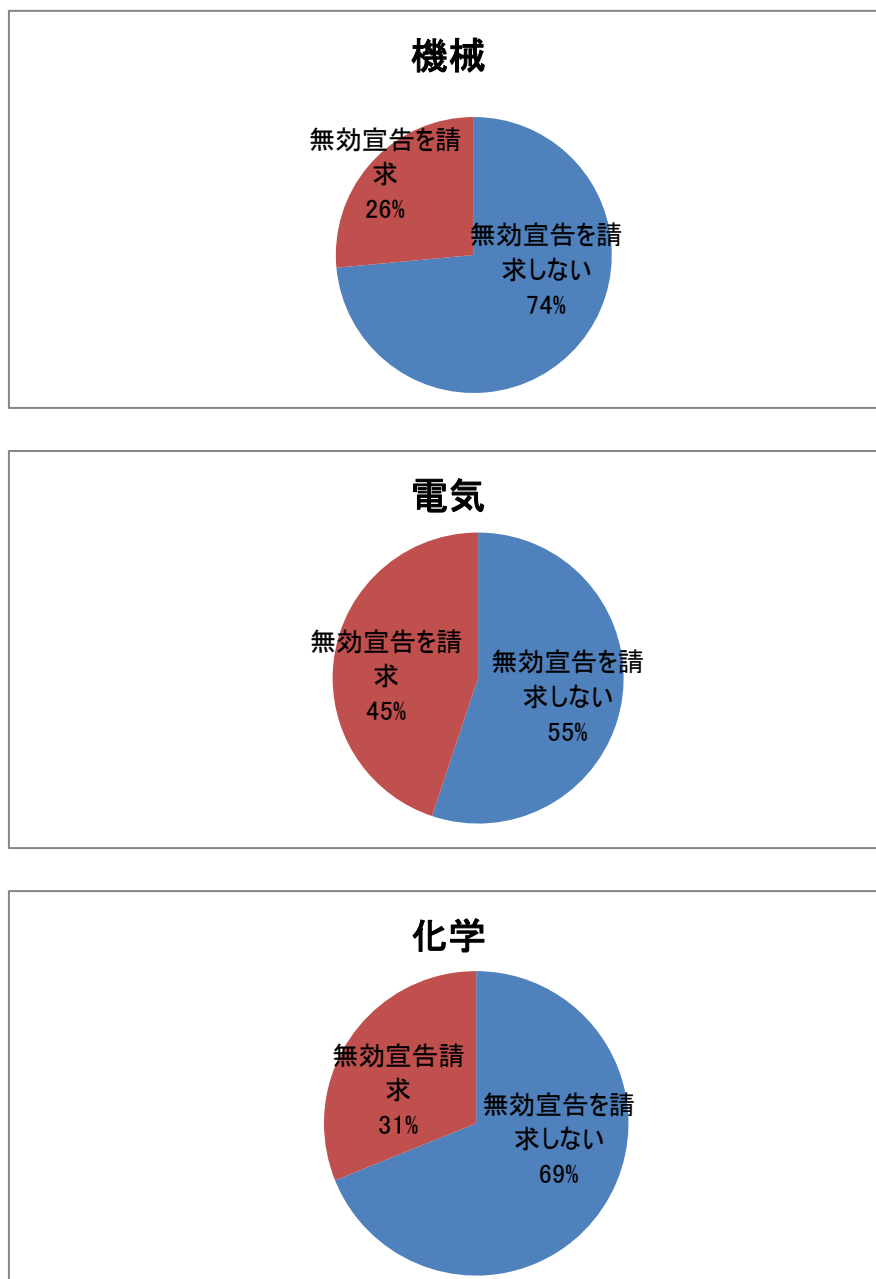 機械
無効宣告を請
求
26%
無効宣告を請
求しない
74%
電気
無効宣告を請
求
45%
無効宣告を請
求しない
55%
化学
無効宣告請
求
31%
無効宣告を請
求しない
69%